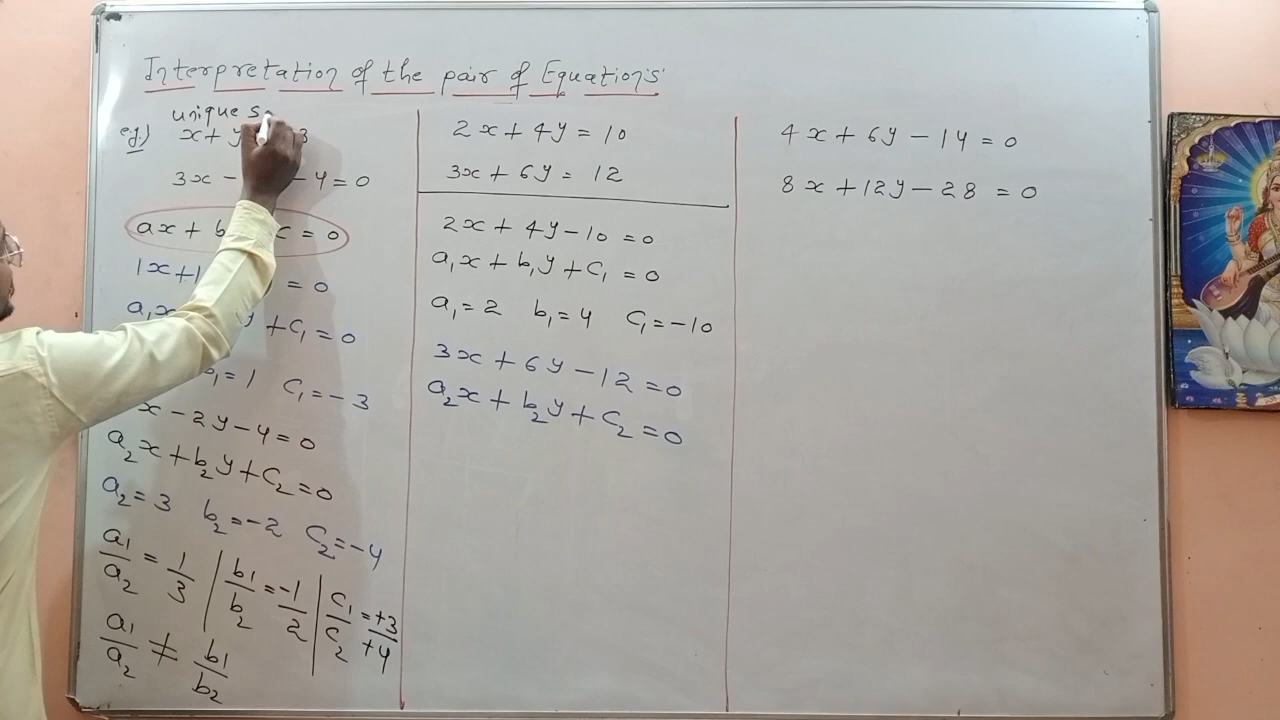 Interpretation of the pair of Equations
unique s
eg) x + y 3
3x - - 4 = 0
ax + b c = 0
1x + 1 = 0
a₁x y + c₁ = 0
b₁ = 1 c₁ = -3
x - 2y - 4 = 0
a₂x + b₂y + c₂ = 0
a₂ = 3 b₂ = -2 c₂ = -4
a₁/a₂ = 1/3 | b₁/b₂ = -1/2 | c₁/c₂ = +3/+4
a₁/a₂ ≠ b₁/b₂
2x + 4y = 10
3x + 6y = 12
2x + 4y - 10 = 0
a₁x + b₁y + c₁ = 0
a₁ = 2 b₁ = 4 c₁ = -10
3x + 6y - 12 = 0
a₂x + b₂y + c₂ = 0
4x + 6y - 14 = 0
8x + 12y - 28 = 0